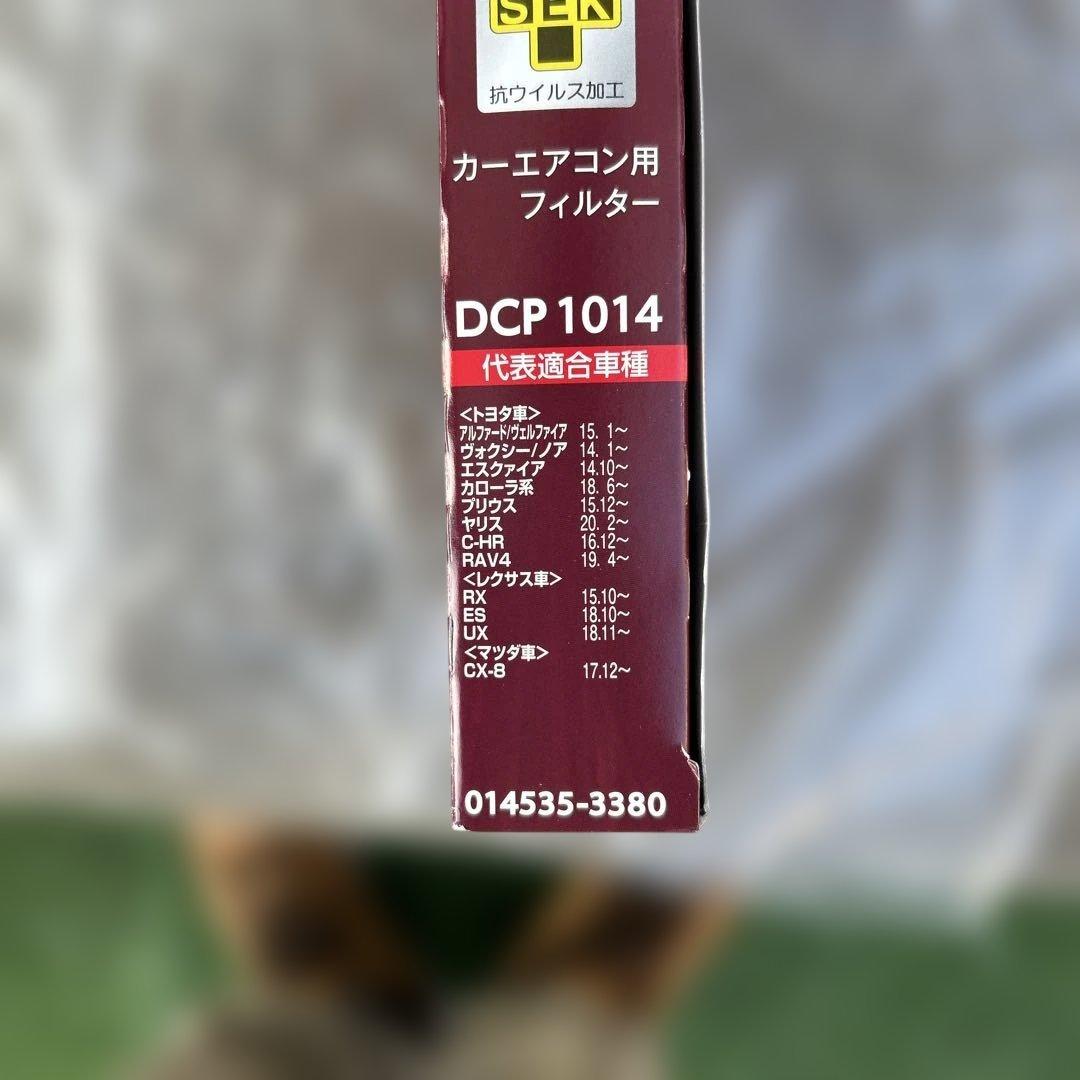 SEK
抗ウイルス加工
カーエアコン用
フィルター
DCP 1014
代表適合車種
<トヨタ車>
アルファード/ヴェルファイア 15. 1~
ヴォクシー/ノア 14. 1~
エスクァイア 14.10~
カローラ系 18. 6~
プリウス 15.12~
ヤリス 20. 2~
C-HR 16.12~
RAV4 19. 4~
<レクサス車>
RX 15.10~
ES 18.10~
UX 18.11~
<マツダ車>
CX-8 17.12~
014535-3380